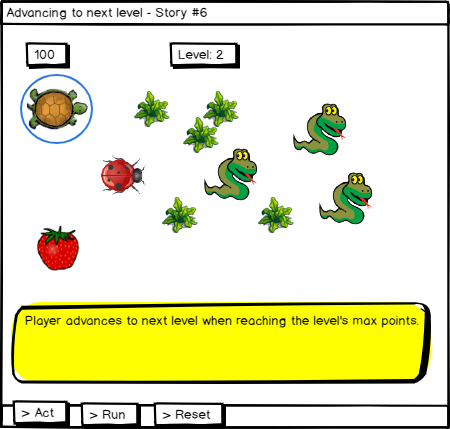 Advancing to next level - Story #6
100
Level: 2
Player advances to next level when reaching the level's max points.
> Act
> Run
> Reset